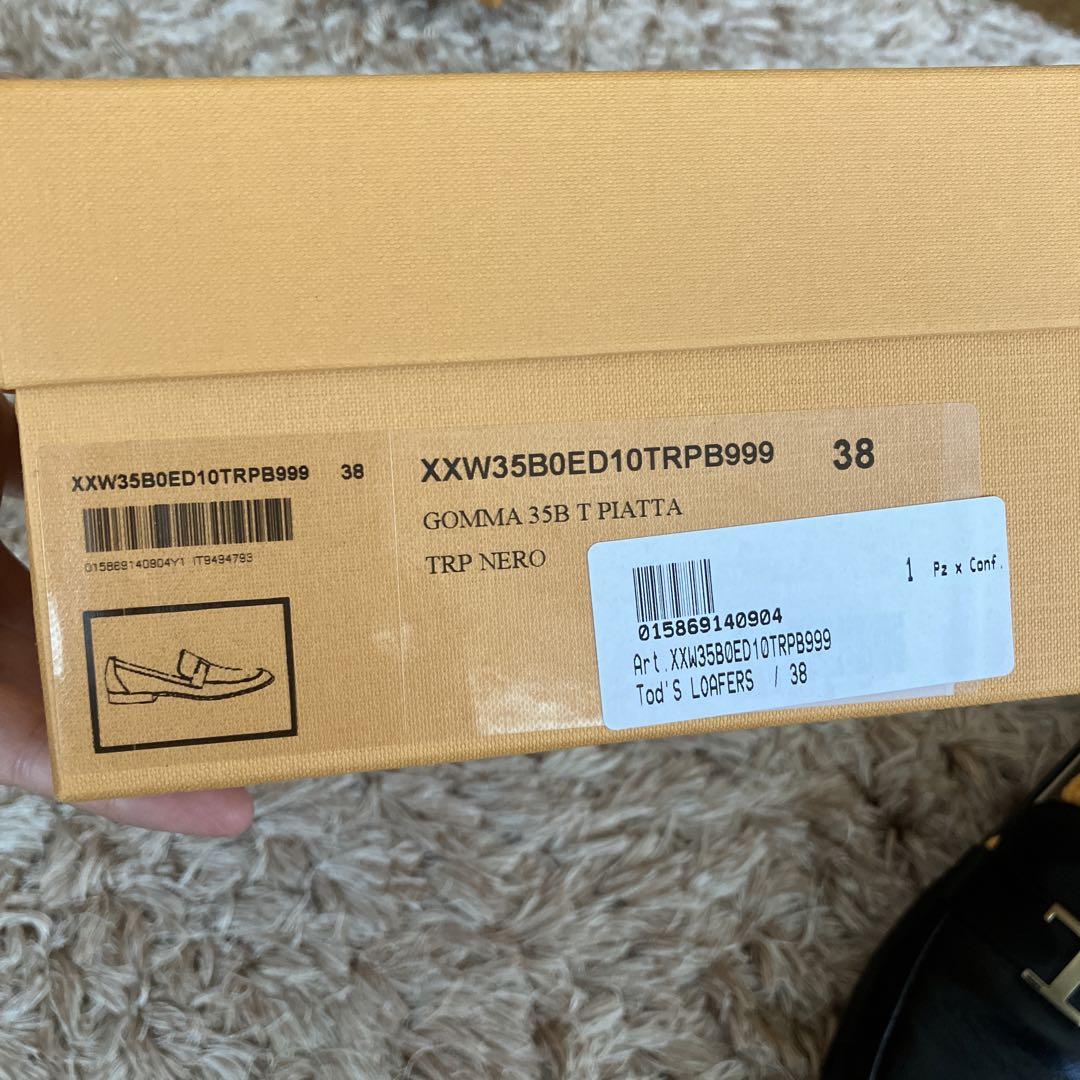 XXW35B0ED10TRPB999 38
015869140904Y1 IT9494793
XXW35B0ED10TRPB999 38
GOMMA 35B T PIATTA
TRP NERO
1 Pz x Conf.
015869140904
Art.XXW35B0ED10TRPB999
Tod'S LOAFERS / 38